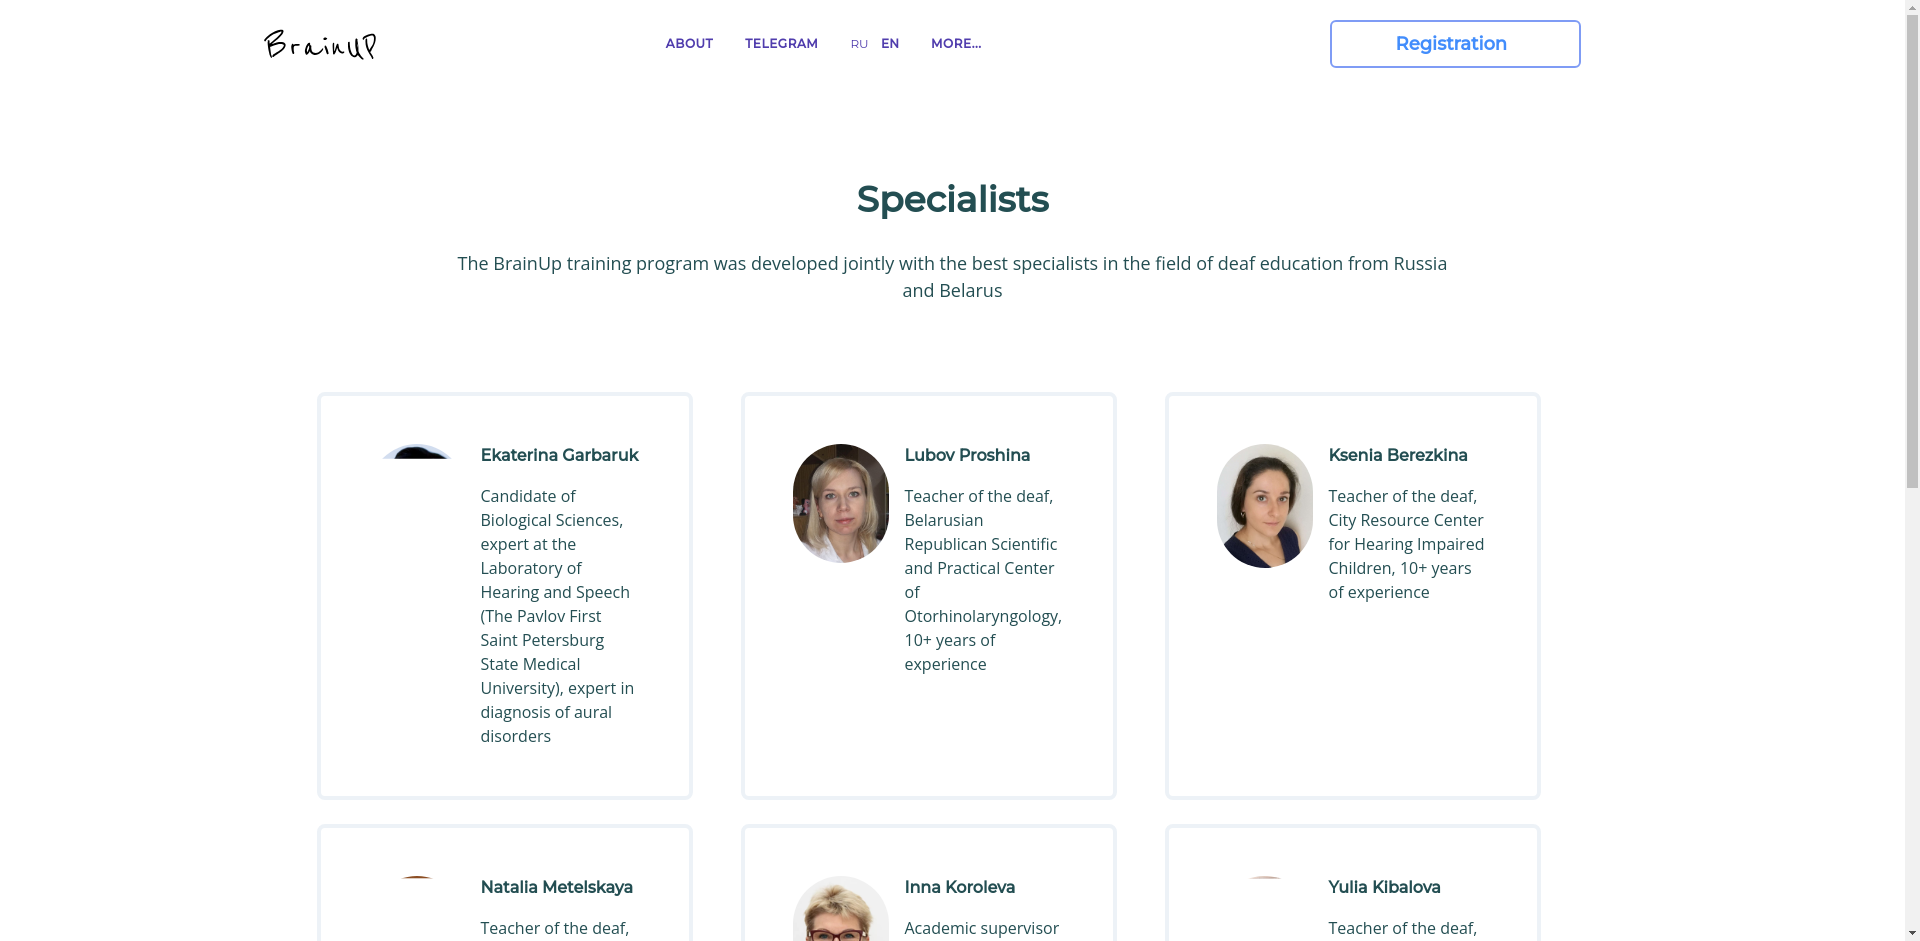 BrainUP
ABOUT
TELEGRAM
RU
EN
MORE...
Registration
Specialists
The BrainUp training program was developed jointly with the best specialists in the field of deaf education from Russia
and Belarus
Ekaterina Garbaruk
Candidate of
Biological Sciences,
expert at the
Laboratory of
Hearing and Speech
(The Pavlov First
Saint Petersburg
State Medical
University), expert in
diagnosis of aural
disorders
Lubov Proshina
Teacher of the deaf,
Belarusian
Republican Scientific
and Practical Center
of
Otorhinolaryngology,
10+ years of
experience
Ksenia Berezkina
Teacher of the deaf,
City Resource Center
for Hearing Impaired
Children, 10+ years
of experience
Natalia Metelskaya
Teacher of the deaf,
Inna Koroleva
Academic supervisor
Yulia Kibalova
Teacher of the deaf,